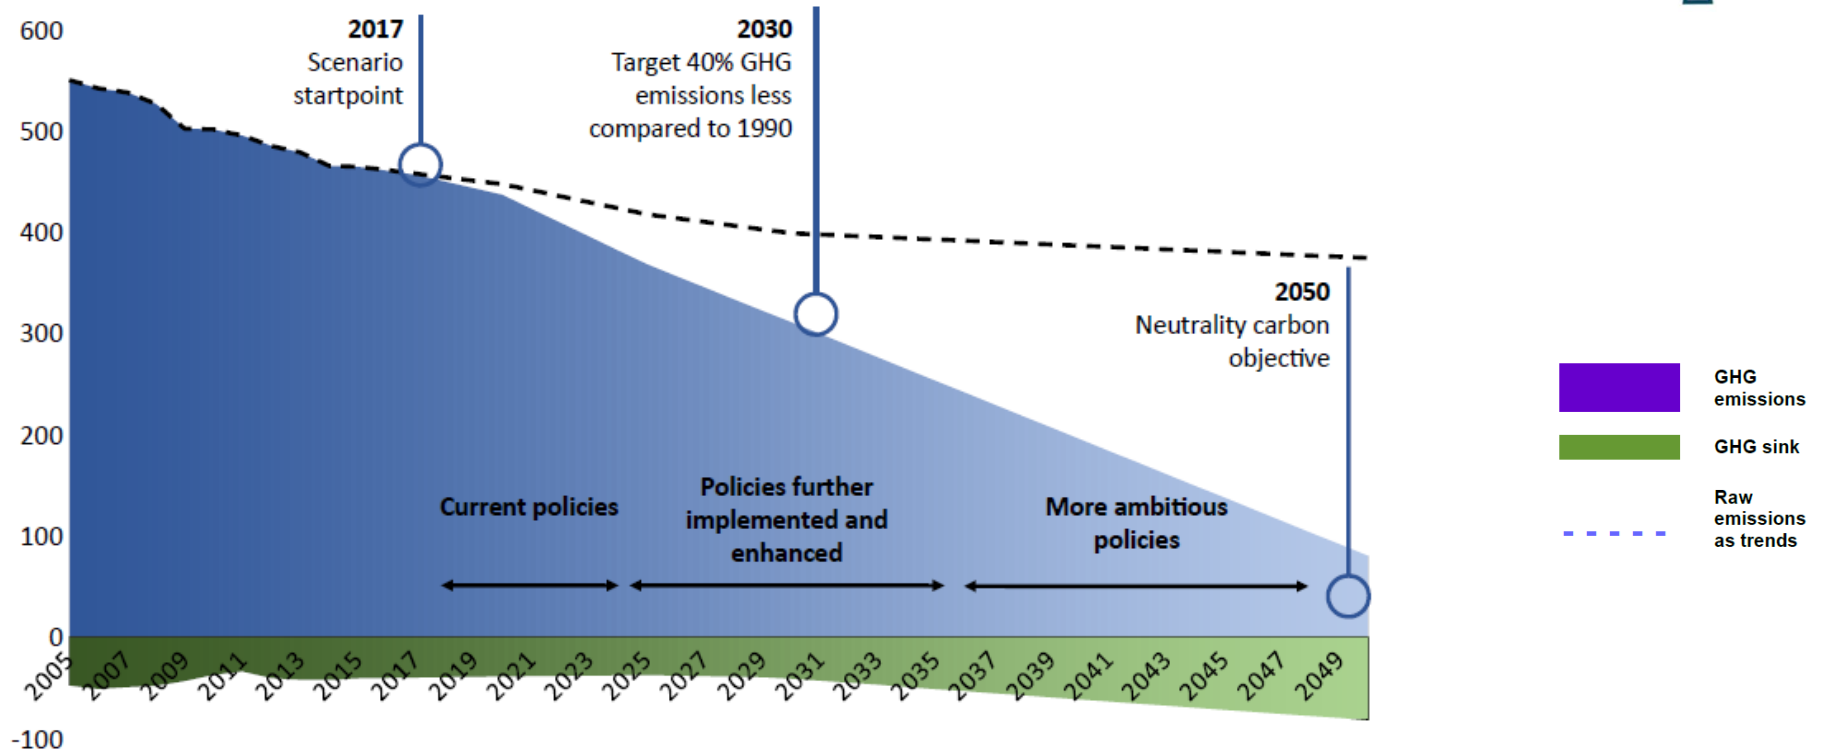 600
500
400
300
200
100
0
-100
2017
Scenario
startpoint
2030
Target 40% GHG
emissions less
compared to 1990
2050
Neutrality carbon
objective
Current policies
Policies further
implemented and
enhanced
More ambitious
policies
2005
2007
2009
2011
2013
2015
2017
2019
2021
2023
2025
2027
2029
2031
2033
2035
2037
2039
2041
2043
2045
2047
2049
GHG
emissions
GHG sink
Raw
emissions
as trends